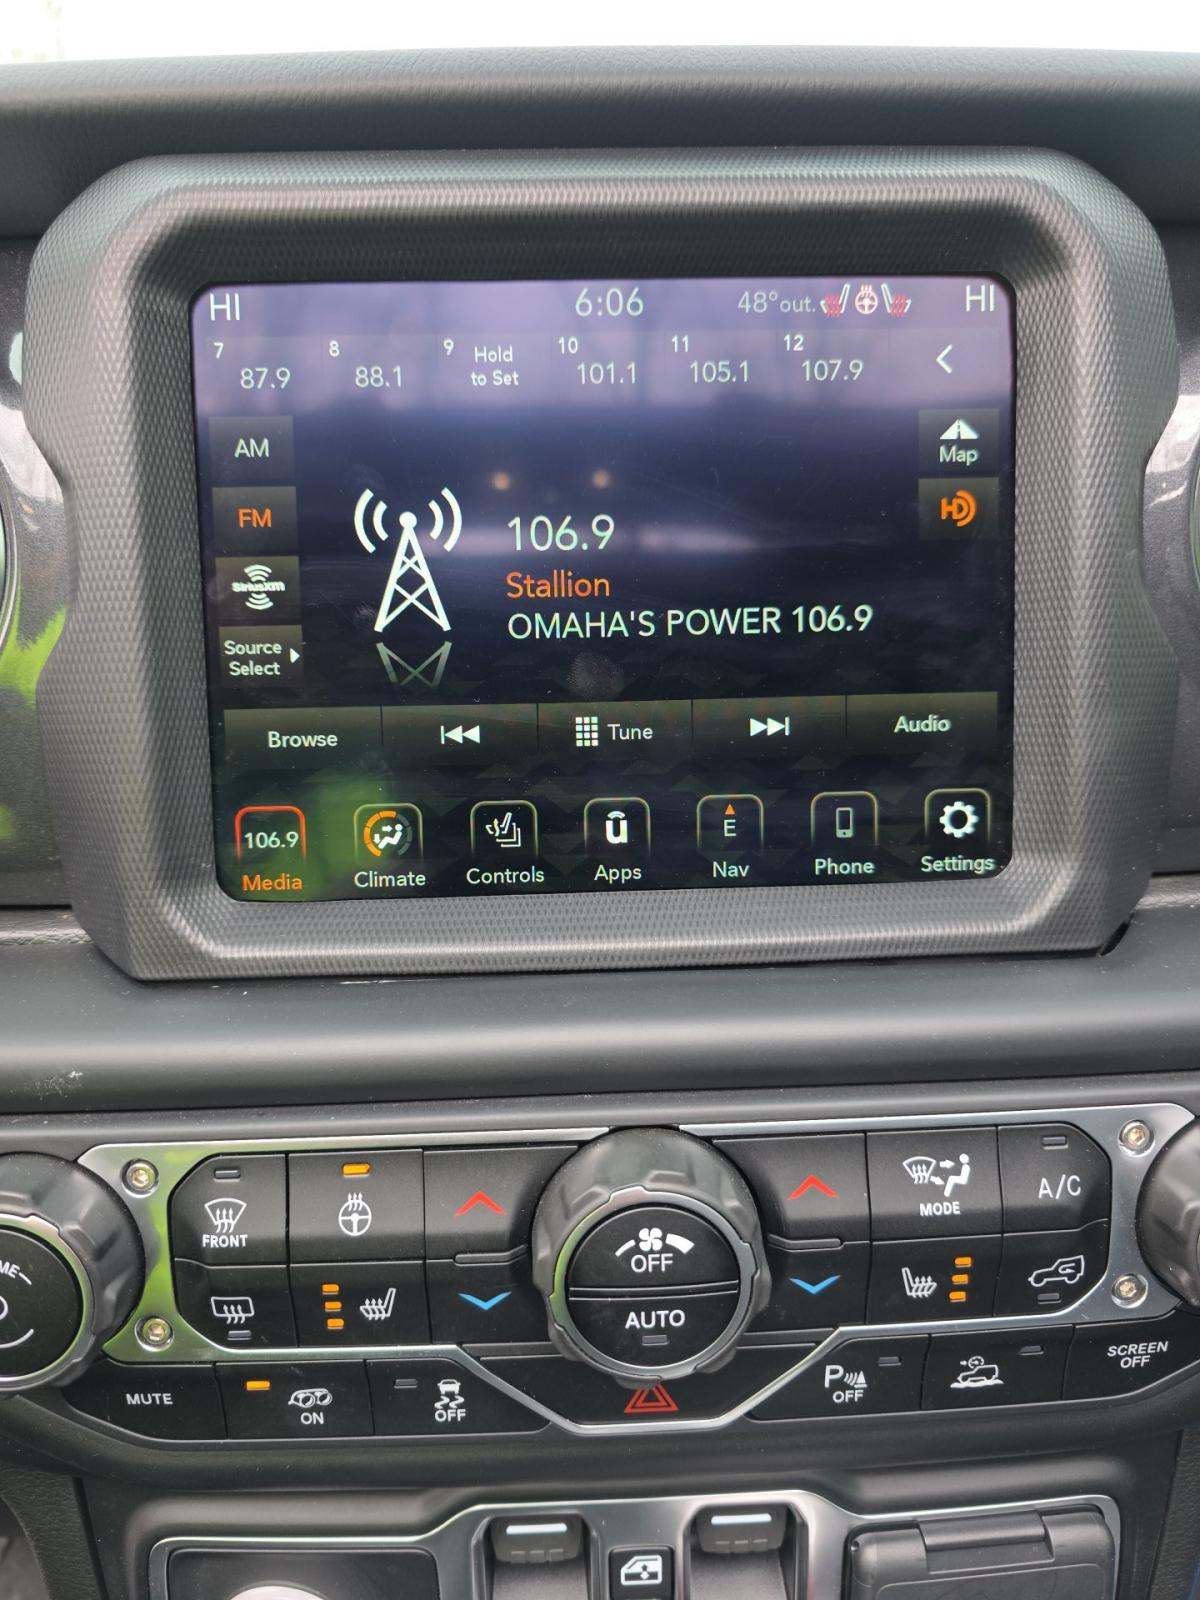 HI 6:06 48°out. HI
7 87.9 8 88.1 9 Hold to Set 10 101.1 11 105.1 12 107.9
AM
Map
FM
HD
106.9
Stallion
siriusxm
OMAHA'S POWER 106.9
Source
Select
Browse Tune Audio
106.9 ū E
Media Climate Controls Apps Nav Phone Settings
FRONT
MODE
A/C
OFF
AUTO
MUTE
ON
OFF
P
OFF
SCREEN
OFF